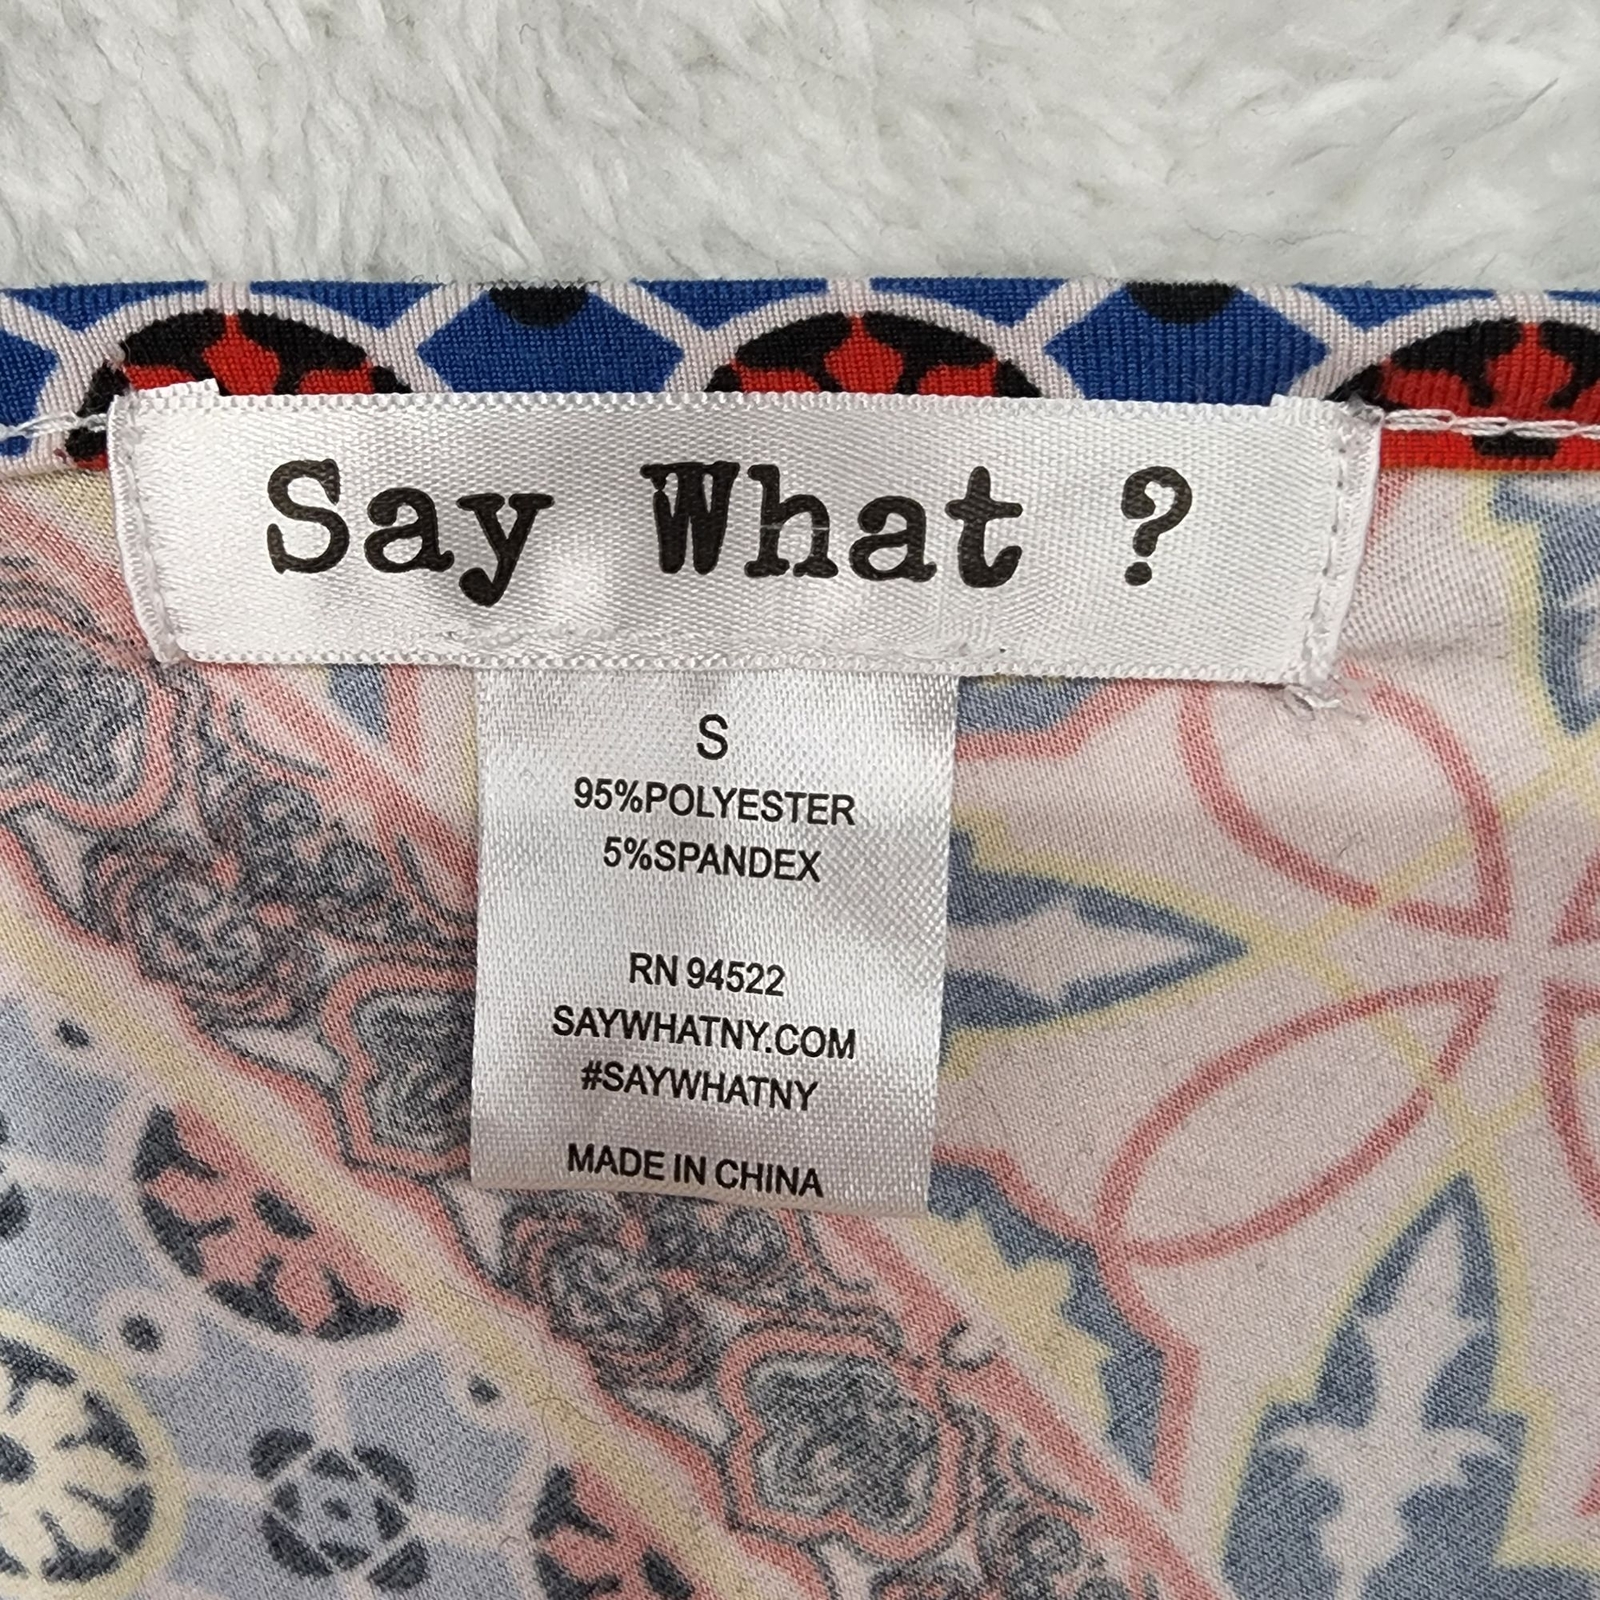 Say What ?
S
95%POLYESTER
5%SPANDEX
RN 94522
SAYWHATNY.COM
#SAYWHATNY
MADE IN CHINA